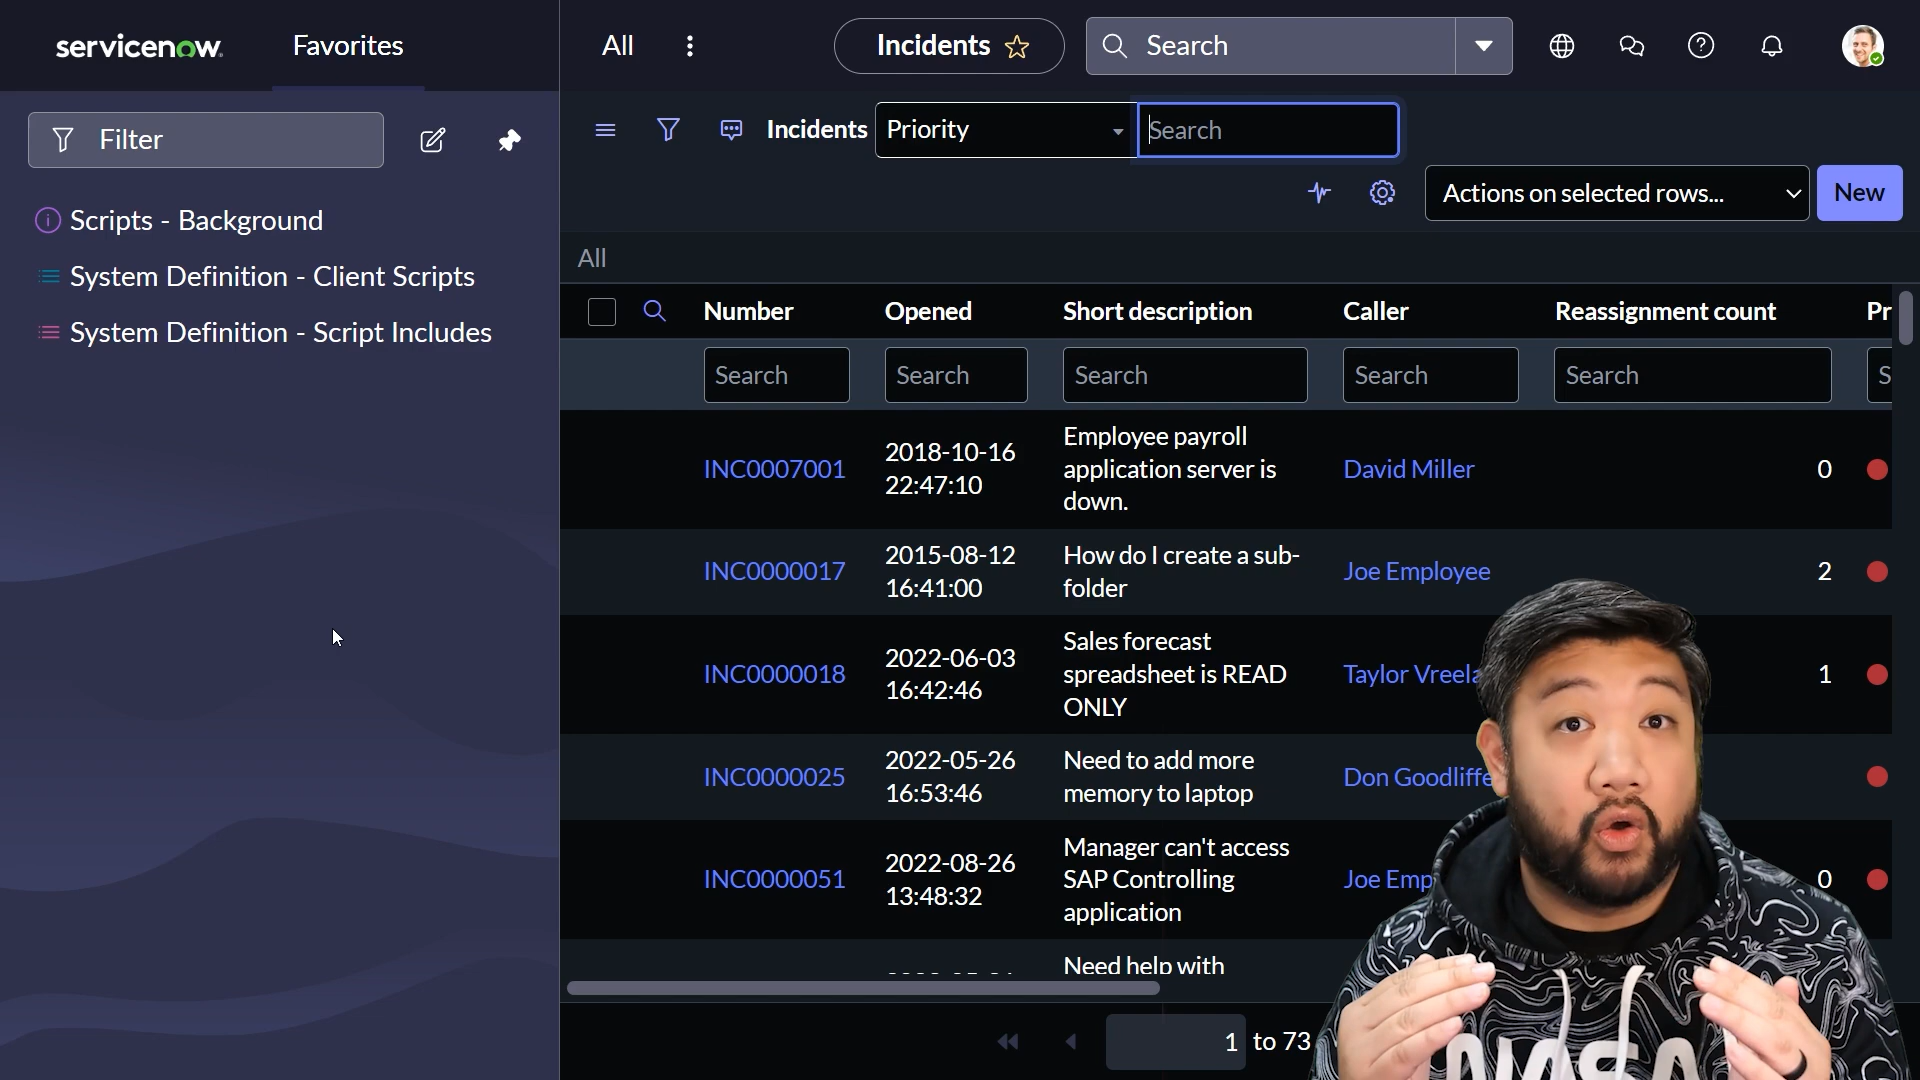 servicenow
Favorites
All
Incidents
Search
Filter
Scripts - Background
System Definition - Client Scripts
System Definition - Script Includes
Incidents
Priority
Search
Actions on selected rows...
New
All
Number
Opened
Short description
Caller
Reassignment count
Pr
Search
Search
Search
Search
Search
S
INC0007001
2018-10-16
22:47:10
Employee payroll
application server is
down.
David Miller
0
INC0000017
2015-08-12
16:41:00
How do I create a sub-
folder
Joe Employee
2
INC0000018
2022-06-03
16:42:46
Sales forecast
spreadsheet is READ
ONLY
Taylor Vreela
1
INC0000025
2022-05-26
16:53:46
Need to add more
memory to laptop
Don Goodliffe
INC0000051
2022-08-26
13:48:32
Manager can't access
SAP Controlling
application
Joe Emp
0
Need help with
1 to 73